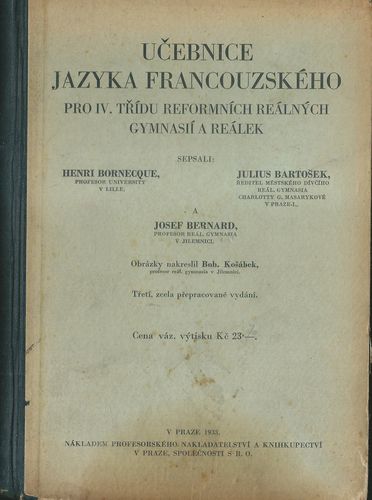 UČEBNICE
JAZYKA FRANCOUZSKÉHO
PRO IV. TŘÍDU REFORMNÍCH REÁLNÝCH
GYMNASIÍ A REÁLEK
SEPSALI:
HENRI BORNECQUE,
PROFESOR UNIVERSITY
V LILLE,
JULIUS BARTOŠEK,
ŘEDITEL MĚSTSKÉHO DÍVČÍHO
REÁL. GYMNASIA
CHARLOTTY G. MASARYKOVÉ
V PRAZE-I.,
A
JOSEF BERNARD,
PROFESOR REÁL. GYMNASIA
V JILEMNICI.
Obrázky nakreslil Boh. Košábek,
profesor reál. gymnasia v Jilemnici.
Třetí, zcela přepracované vydání.
Cena váz. výtisku Kč 23·—.
V PRAZE 1933.
NÁKLADEM PROFESORSKÉHO NAKLADATELSTVÍ A KNIHKUPECTVÍ
V PRAZE, SPOLEČNOSTI S R. O.